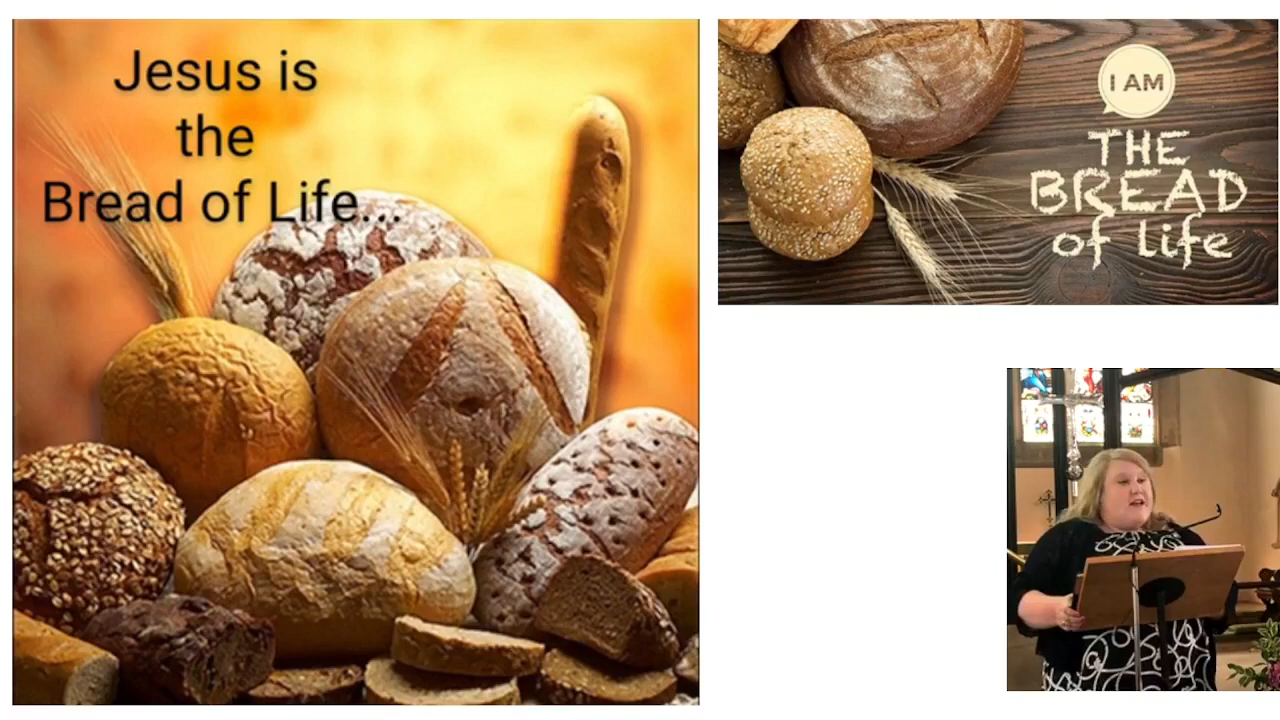 Jesus is
the
Bread of Life...
I AM
THE
BREAD
of life